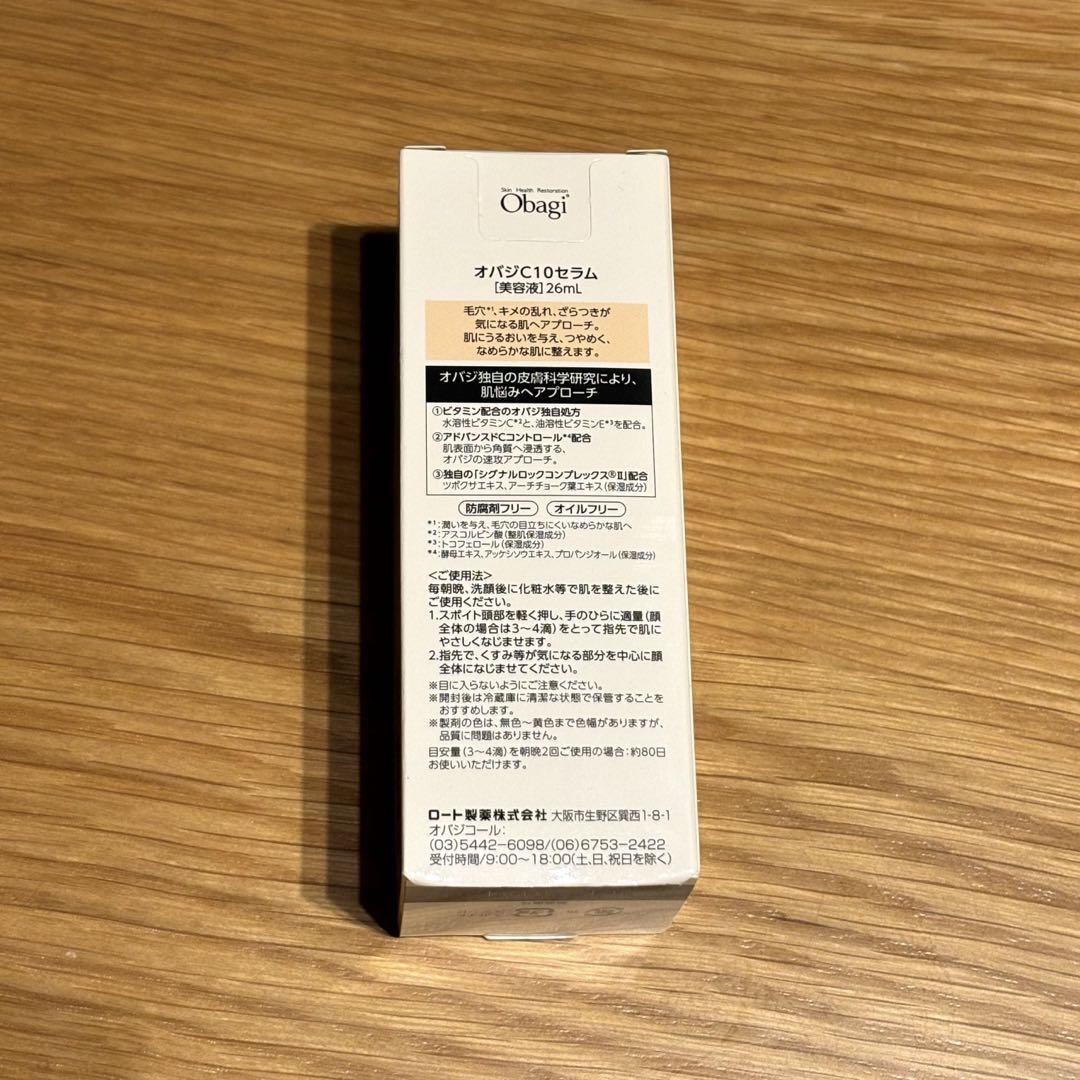 Skin Health Restoration
Obagi®
オバジC10セラム
[美容液]26mL
毛穴*1、キメの乱れ、ざらつきが
気になる肌へアプローチ。
肌にうるおいを与え、つやめく、
なめらかな肌に整えます。
オバジ独自の皮膚科学研究により、
肌悩みへアプローチ
①ビタミン配合のオバジ独自処方
水溶性ビタミンC*2と、油溶性ビタミンE*3を配合。
②アドバンスドCコントロール*4配合
肌表面から角質へ浸透する、
オバジの速攻アプローチ。
③独自の「シグナルロックコンプレックス®Ⅱ」配合
ツボクサエキス、アーチチョーク葉エキス(保湿成分)
防腐剤フリー オイルフリー
*1:潤いを与え、毛穴の目立ちにくいなめらかな肌へ
*2:アスコルビン酸(整肌保湿成分)
*3:トコフェロール(保湿成分)
*4:酵母エキス、アッケシソウエキス、プロパンジオール(保湿成分)
<ご使用法>
毎朝晩、洗顔後に化粧水等で肌を整えた後に
ご使用ください。
1.スポイト頭部を軽く押し、手のひらに適量(顔
全体の場合は3〜4滴)をとって指先で肌に
やさしくなじませます。
2.指先で、くすみ等が気になる部分を中心に顔
全体になじませてください。
※目に入らないようにご注意ください。
※開封後は冷蔵庫に清潔な状態で保管することを
おすすめします。
※製剤の色は、無色〜黄色まで色幅がありますが、
品質に問題はありません。
目安量(3〜4滴)を朝晩2回ご使用の場合:約80日
お使いいただけます。
ロート製薬株式会社 大阪市生野区巽西1-8-1
オバジコール:
(03)5442-6098/(06)6753-2422
受付時間/9:00〜18:00(土、日、祝日を除く)